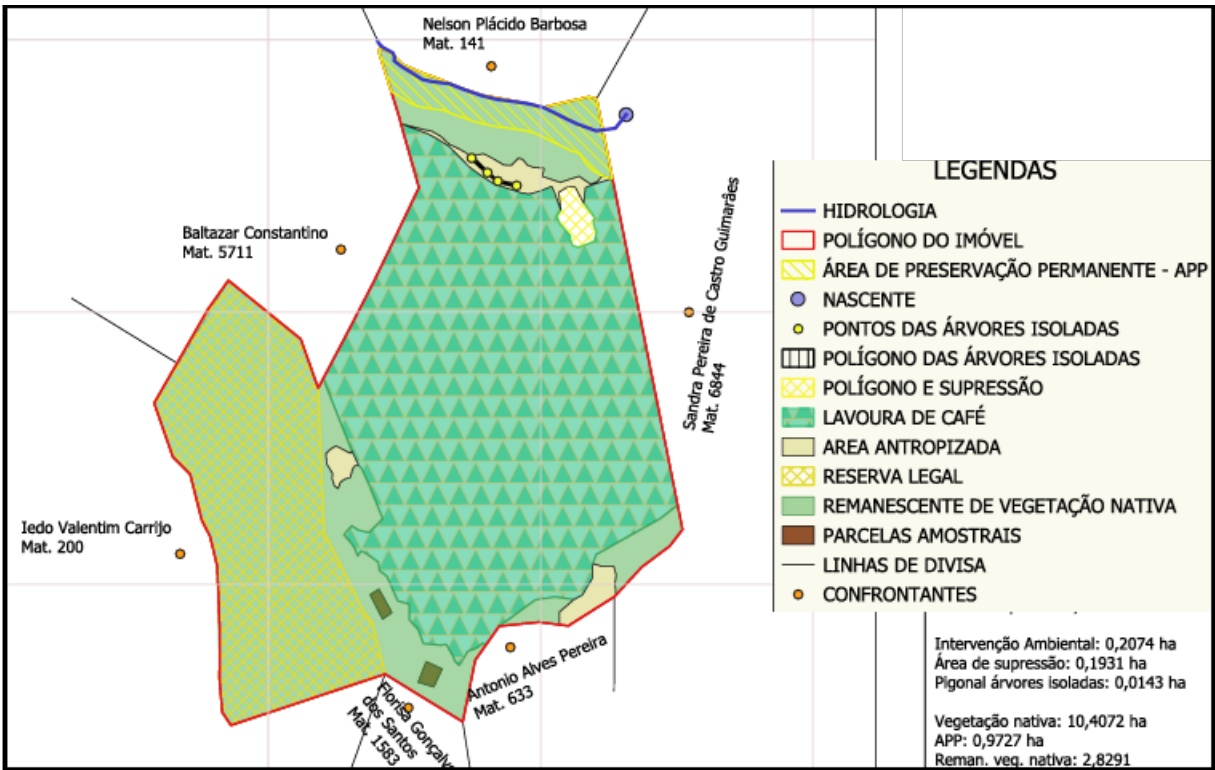 Nelson Plácido Barbosa
Mat. 141
Baltazar Constantino
Mat. 5711
Sandra Pereira de Castro Guimarães
Mat. 6844
Iedo Valentim Carrijo
Mat. 200
Antonio Alves Pereira
Mat. 633
Florisa Gonçalve
dos Santos
Mat. 1583
LEGENDAS
HIDROLOGIA
POLÍGONO DO IMÓVEL
ÁREA DE PRESERVAÇÃO PERMANENTE - APP
NASCENTE
PONTOS DAS ÁRVORES ISOLADAS
POLÍGONO DAS ÁRVORES ISOLADAS
POLÍGONO E SUPRESSÃO
LAVOURA DE CAFÉ
AREA ANTROPIZADA
RESERVA LEGAL
REMANESCENTE DE VEGETAÇÃO NATIVA
PARCELAS AMOSTRAIS
LINHAS DE DIVISA
CONFRONTANTES
Intervenção Ambiental: 0,2074 ha
Área de supressão: 0,1931 ha
Pigonal árvores isoladas: 0,0143 ha
Vegetação nativa: 10,4072 ha
APP: 0,9727 ha
Reman. veg. nativa: 2,8291